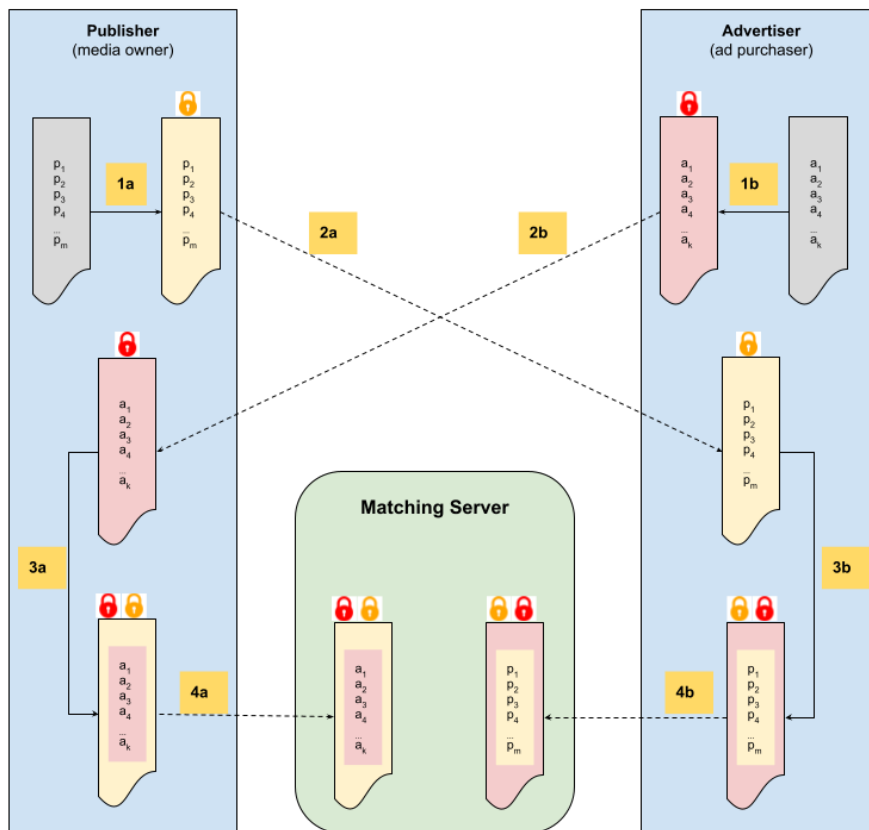 Publisher
(media owner)
Advertiser
(ad purchaser)
p1
p2
p3
p4
...
pm
1a
p1
p2
p3
p4
...
pm
2a
2b
a1
a2
a3
a4
...
ak
1b
a1
a2
a3
a4
...
ak
a1
a2
a3
a4
...
ak
p1
p2
p3
p4
...
pm
Matching Server
3a
3b
a1
a2
a3
a4
...
ak
4a
a1
a2
a3
a4
...
ak
p1
p2
p3
p4
...
pm
4b
p1
p2
p3
p4
...
pm